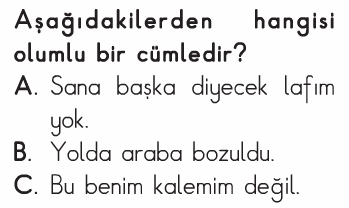 Aşağıdakilerden hangisi
olumlu bir cümledir?
A. Sana başka diyecek lafım
yok.
B. Yolda araba bozuldu.
C. Bu benim kalemim değil.